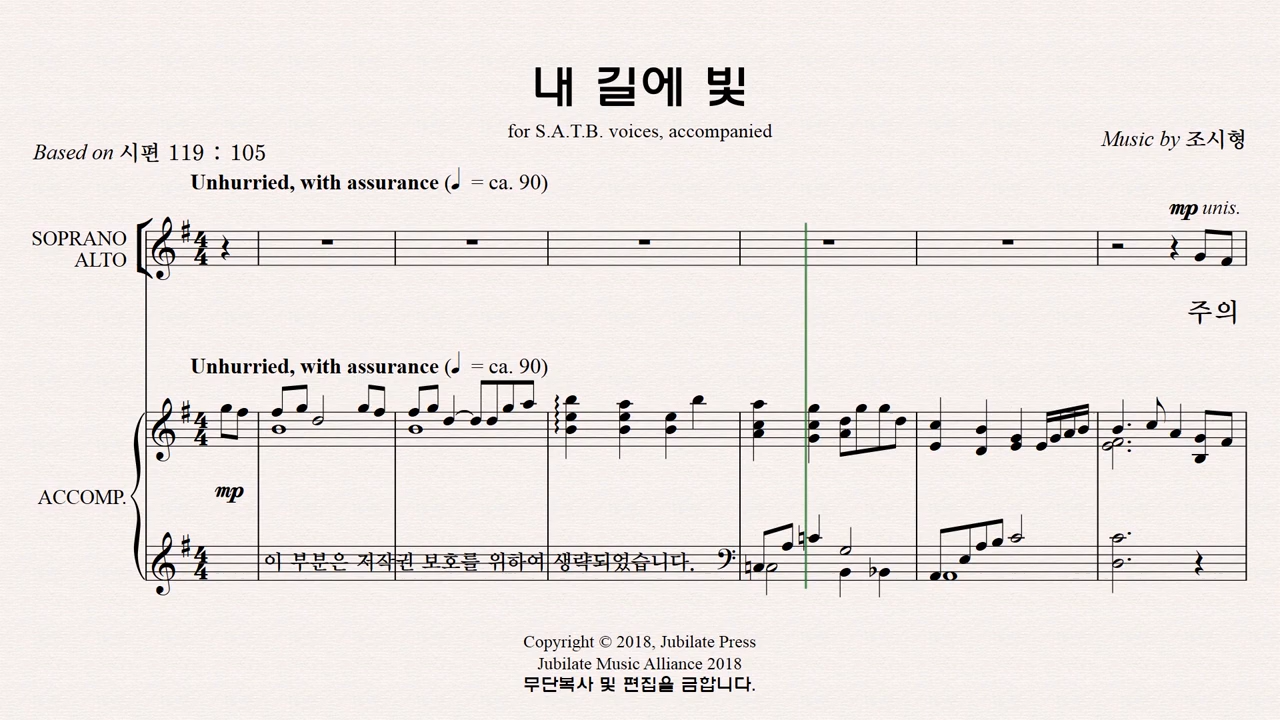 내 길에 빛
for S.A.T.B. voices, accompanied
Based on 시편 119 : 105
Music by 조시형
Unhurried, with assurance (♩ = ca. 90)
mp unis.
SOPRANO
ALTO
주의
Unhurried, with assurance (♩ = ca. 90)
mp
ACCOMP.
이 부분은 저작권 보호를 위하여 생략되었습니다.
Copyright © 2018, Jubilate Press
Jubilate Music Alliance 2018
무단복사 및 편집을 금합니다.